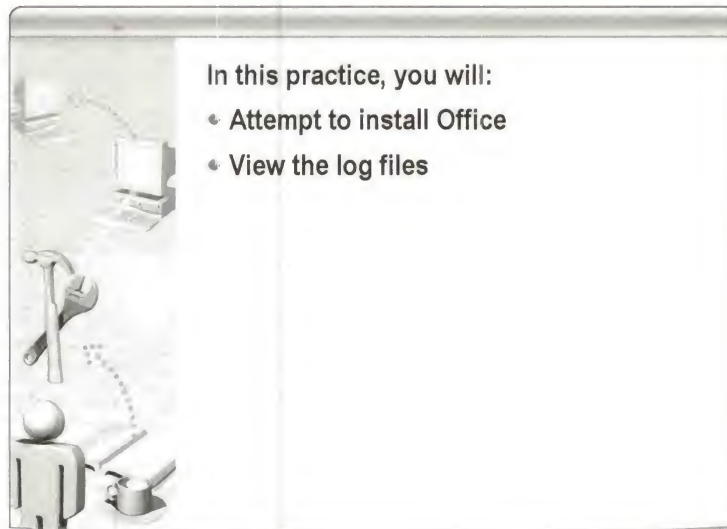 In this practice, you will:
Attempt to install Office
View the log files